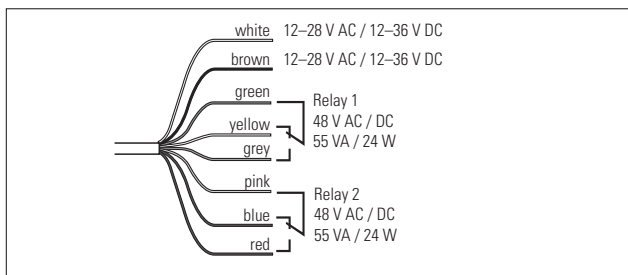 white 12–28 V AC / 12–36 V DC
brown 12–28 V AC / 12–36 V DC
green
Relay 1
yellow 48 V AC / DC
55 VA / 24 W
grey
pink
Relay 2
blue 48 V AC / DC
55 VA / 24 W
red